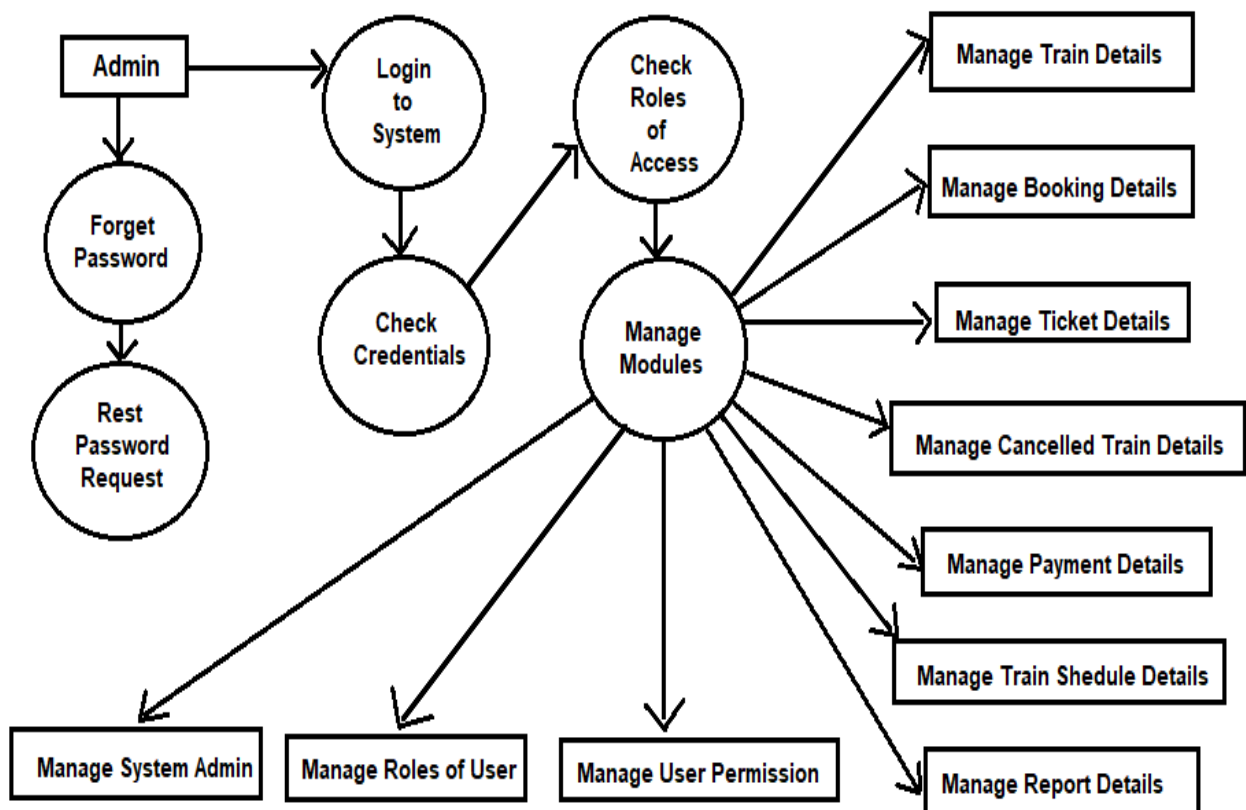 Admin
Login
to
System
Check
Roles
of
Access
Manage Train Details
Forget
Password
Manage Booking Details
Check
Credentials
Manage
Modules
Manage Ticket Details
Rest
Password
Request
Manage Cancelled Train Details
Manage Payment Details
Manage Train Shedule Details
Manage System Admin
Manage Roles of User
Manage User Permission
Manage Report Details